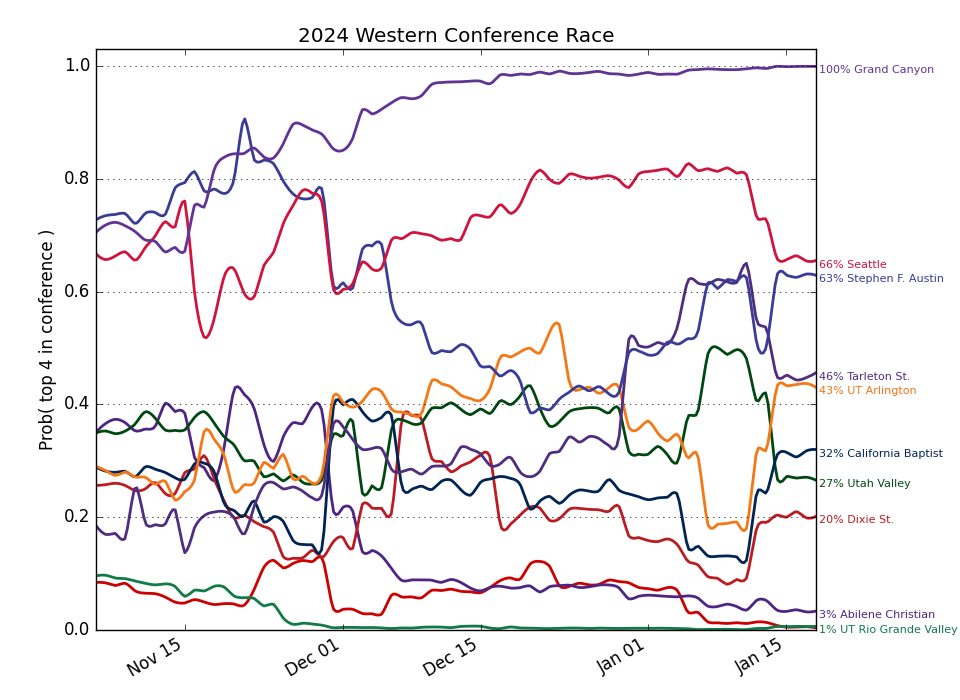 2024 Western Conference Race
Prob( top 4 in conference )
1.0
0.8
0.6
0.4
0.2
0.0
Nov 15
Dec 01
Dec 15
Jan 01
Jan 15
100% Grand Canyon
66% Seattle
63% Stephen F. Austin
46% Tarleton St.
43% UT Arlington
32% California Baptist
27% Utah Valley
20% Dixie St.
3% Abilene Christian
1% UT Rio Grande Valley